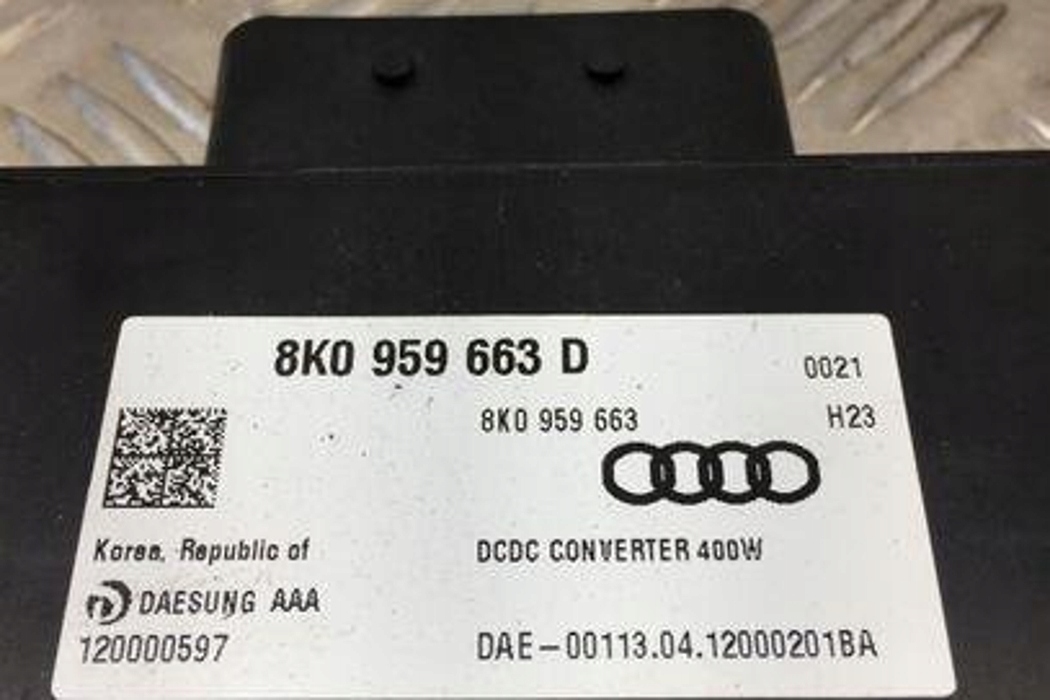 8K0 959 663 D 0021
8K0 959 663 H23
Korea, Republic of DCDC CONVERTER 400W
DAESUNG AAA
120000597 DAE-00113.04.12000201BA